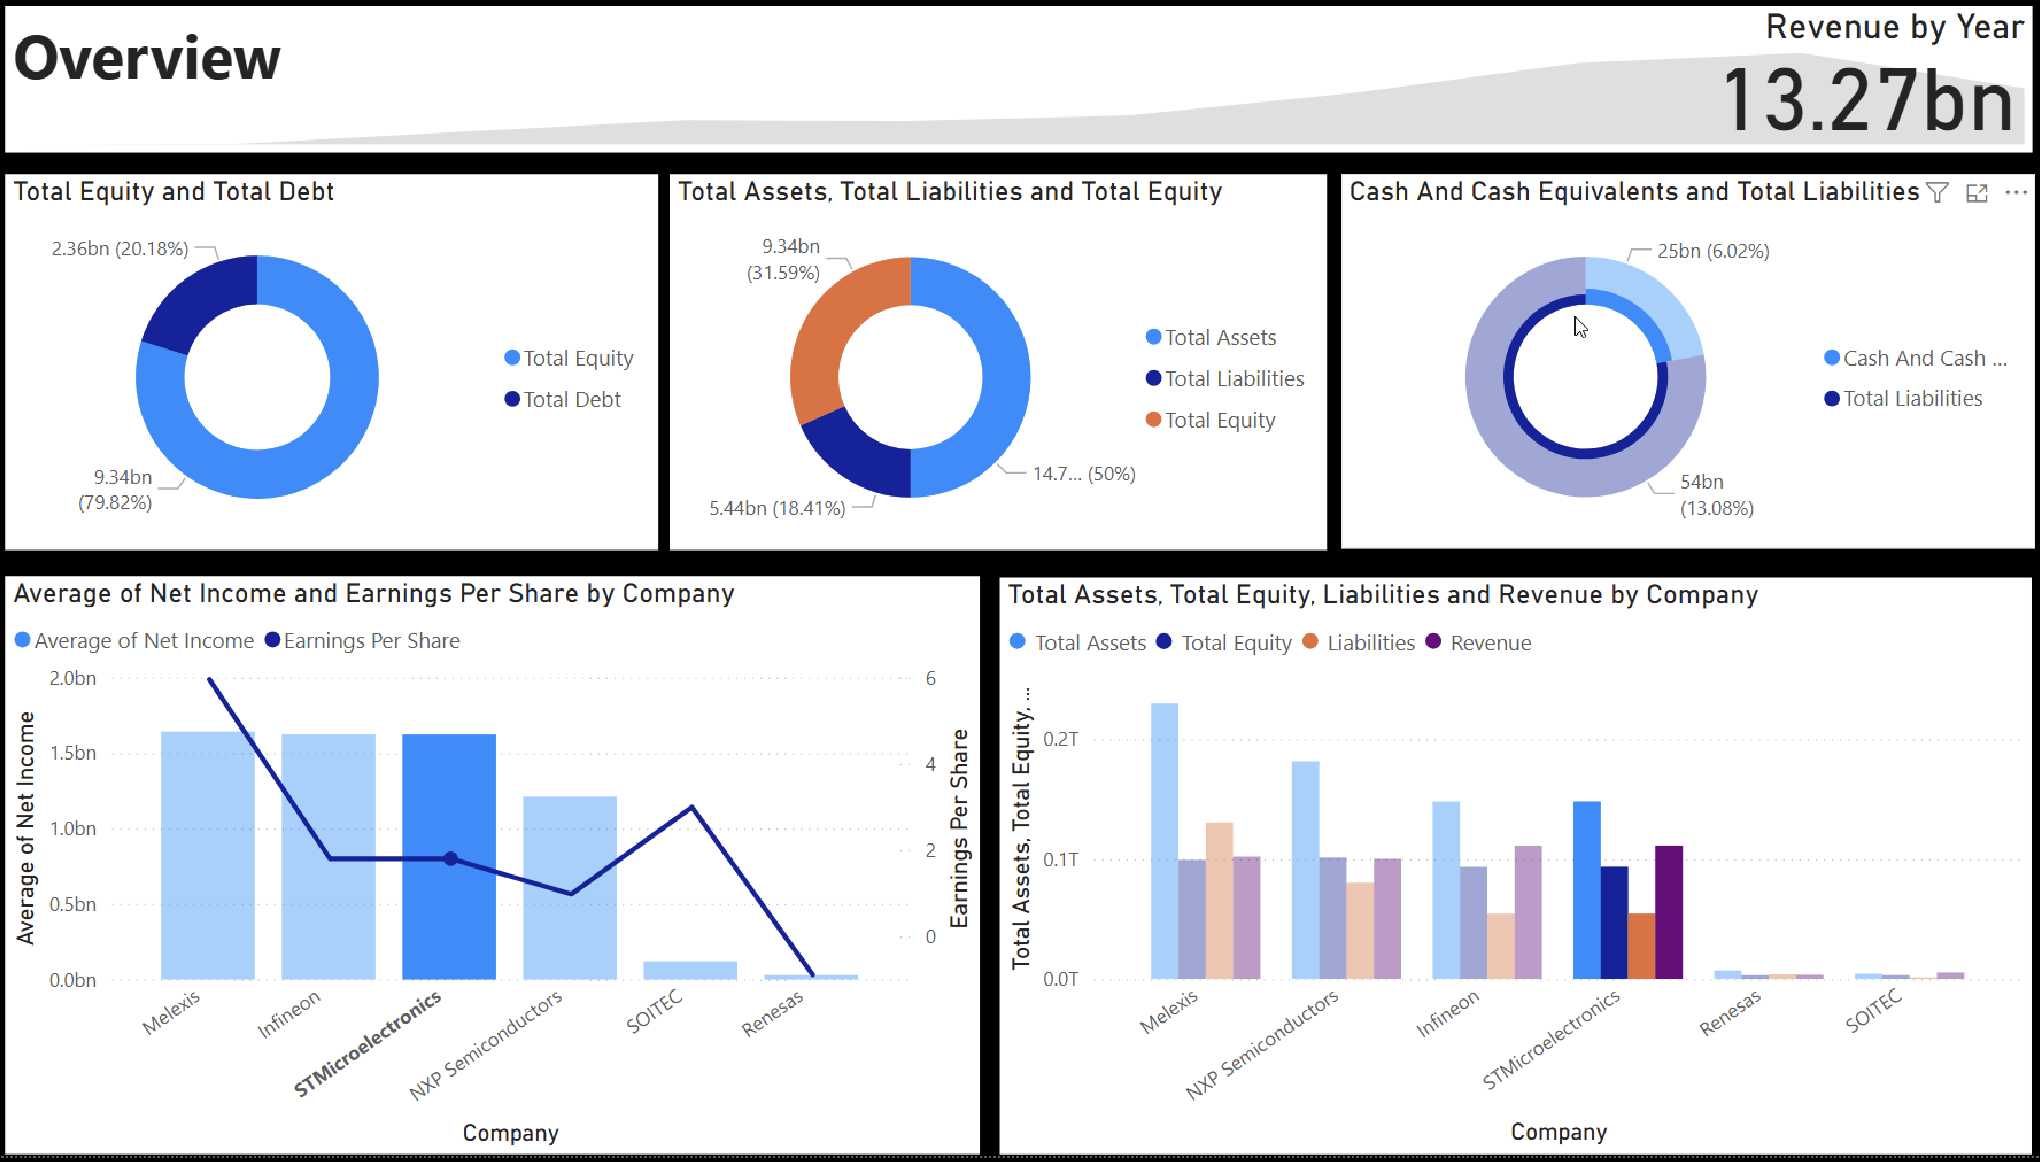 Overview
Revenue by Year
13.27bn
Total Equity and Total Debt
2.36bn (20.18%)
9.34bn
(79.82%)
Total Equity
Total Debt
Total Assets, Total Liabilities and Total Equity
9.34bn
(31.59%)
5.44bn (18.41%)
14.7... (50%)
Total Assets
Total Liabilities
Total Equity
Cash And Cash Equivalents and Total Liabilities
25bn (6.02%)
54bn
(13.08%)
Cash And Cash ...
Total Liabilities
Average of Net Income and Earnings Per Share by Company
Average of Net Income Earnings Per Share
Average of Net Income
2.0bn
1.5bn
1.0bn
0.5bn
0.0bn
6
4
2
0
Earnings Per Share
Melexis
Infineon
STMicroelectronics
NXP Semiconductors
SOITEC
Renesas
Company
Total Assets, Total Equity, Liabilities and Revenue by Company
Total Assets Total Equity Liabilities Revenue
Total Assets, Total Equity, ...
0.2T
0.1T
0.0T
Melexis
NXP Semiconductors
Infineon
STMicroelectronics
Renesas
SOITEC
Company